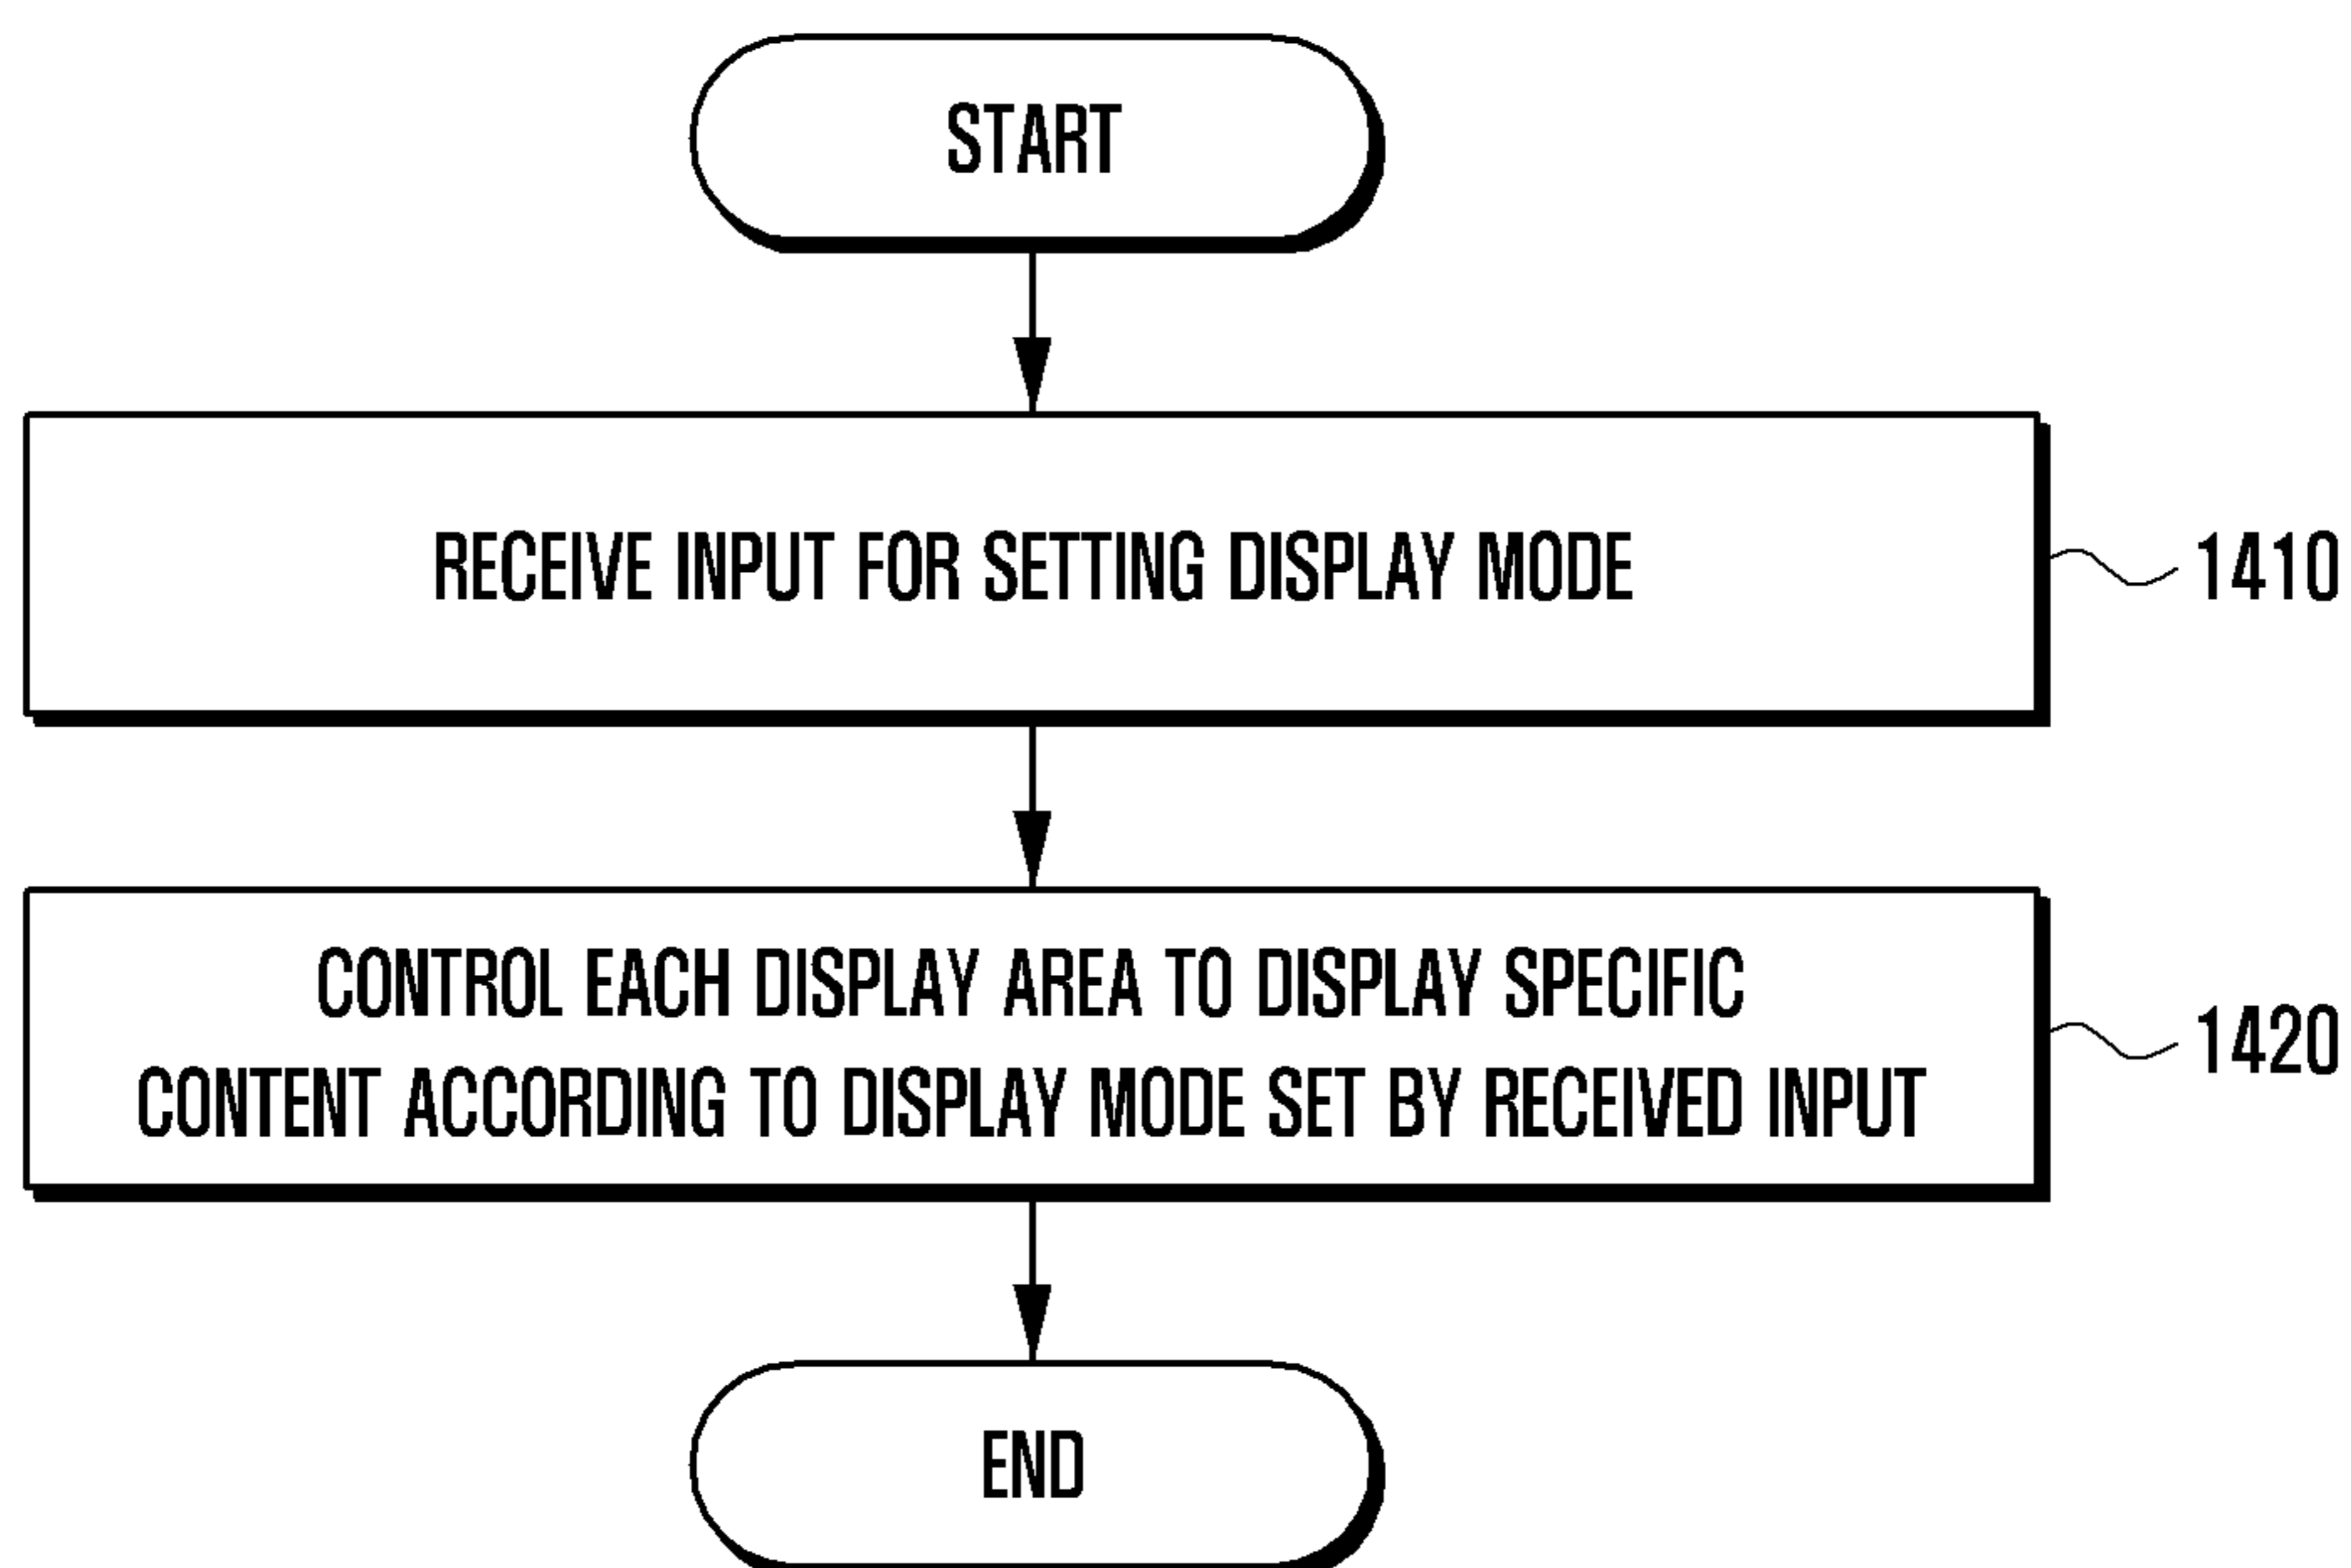 START
RECEIVE INPUT FOR SETTING DISPLAY MODE
1410
CONTROL EACH DISPLAY AREA TO DISPLAY SPECIFIC
CONTENT ACCORDING TO DISPLAY MODE SET BY RECEIVED INPUT
1420
END